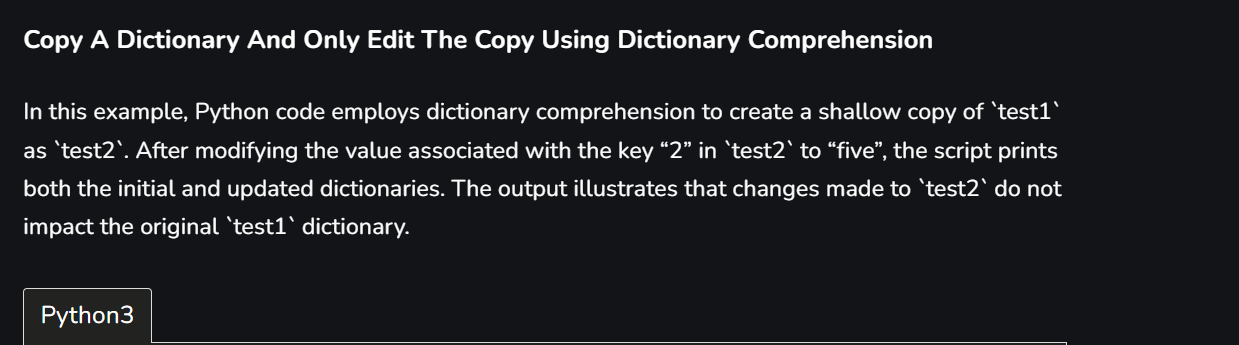 Copy A Dictionary And Only Edit The Copy Using Dictionary Comprehension
In this example, Python code employs dictionary comprehension to create a shallow copy of `test1`
as `test2`. After modifying the value associated with the key “2” in `test2` to “five”, the script prints
both the initial and updated dictionaries. The output illustrates that changes made to `test2` do not
impact the original `test1` dictionary.
Python3